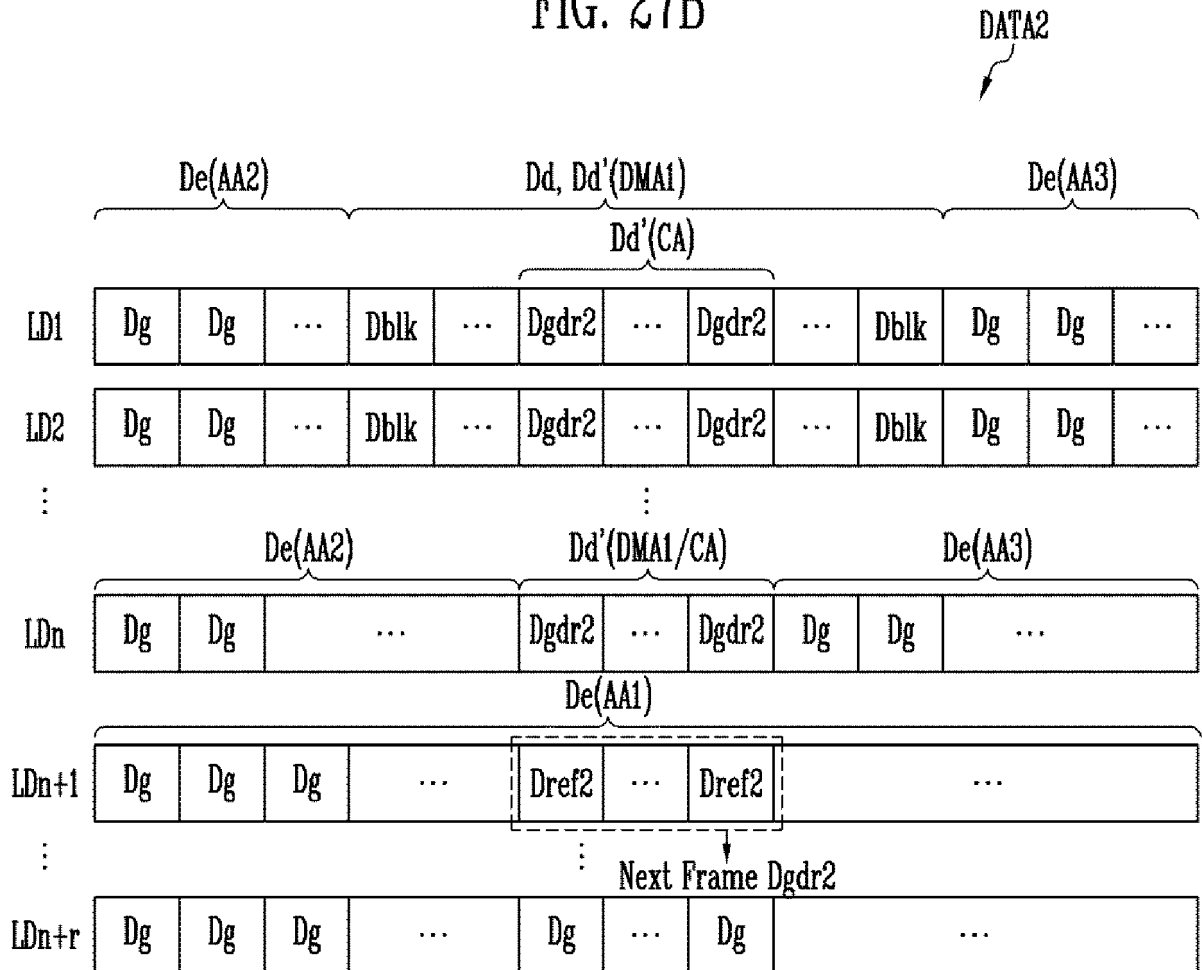 FIG. 27B
DATA2
De(AA2) Dd, Dd'(DMA1) De(AA3)
Dd'(CA)
LD1 Dg Dg ... Dblk ... Dgdr2 ... Dgdr2 ... Dblk Dg Dg ...
LD2 Dg Dg ... Dblk ... Dgdr2 ... Dgdr2 ... Dblk Dg Dg ...
⋮ ⋮
De(AA2) Dd'(DMA1/CA) De(AA3)
LDn Dg Dg ... Dgdr2 ... Dgdr2 Dg Dg ...
De(AA1)
LDn+1 Dg Dg Dg ... Dref2 ... Dref2 ...
⋮ ⋮
Next Frame Dgdr2
LDn+r Dg Dg Dg ... Dg ... Dg ...